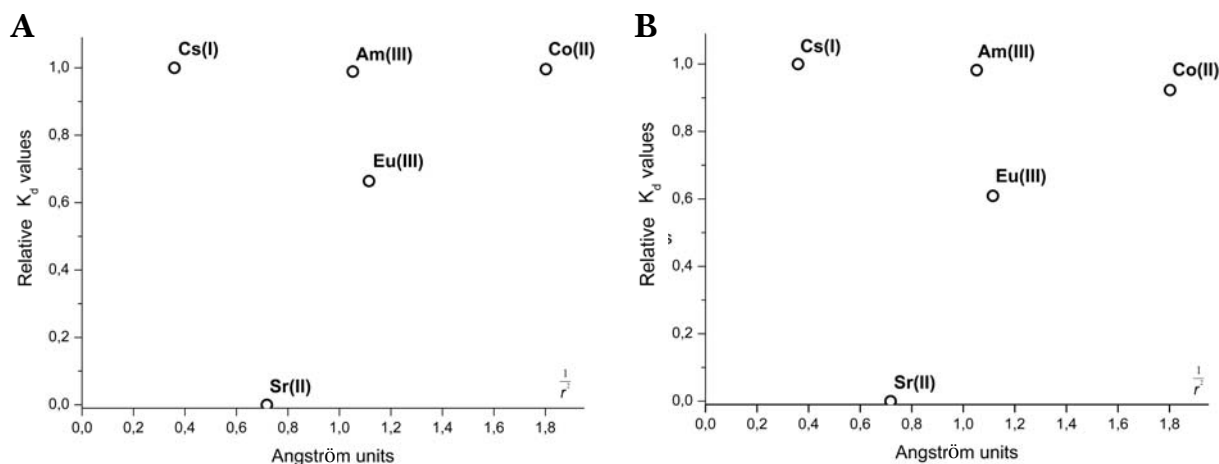 A
Cs(I)
Am(III)
Co(II)
Eu(III)
Sr(II)
1,0
0,8
0,6
0,4
0,2
0,0
Relative K_d values
0,0 0,2 0,4 0,6 0,8 1,0 1,2 1,4 1,6 1,8
Angström units
1
r²
B
Cs(I)
Am(III)
Co(II)
Eu(III)
Sr(II)
1,0
0,8
0,6
0,4
0,2
0,0
Relative K_d values
0,0 0,2 0,4 0,6 0,8 1,0 1,2 1,4 1,6 1,8
Angström units
1
r²